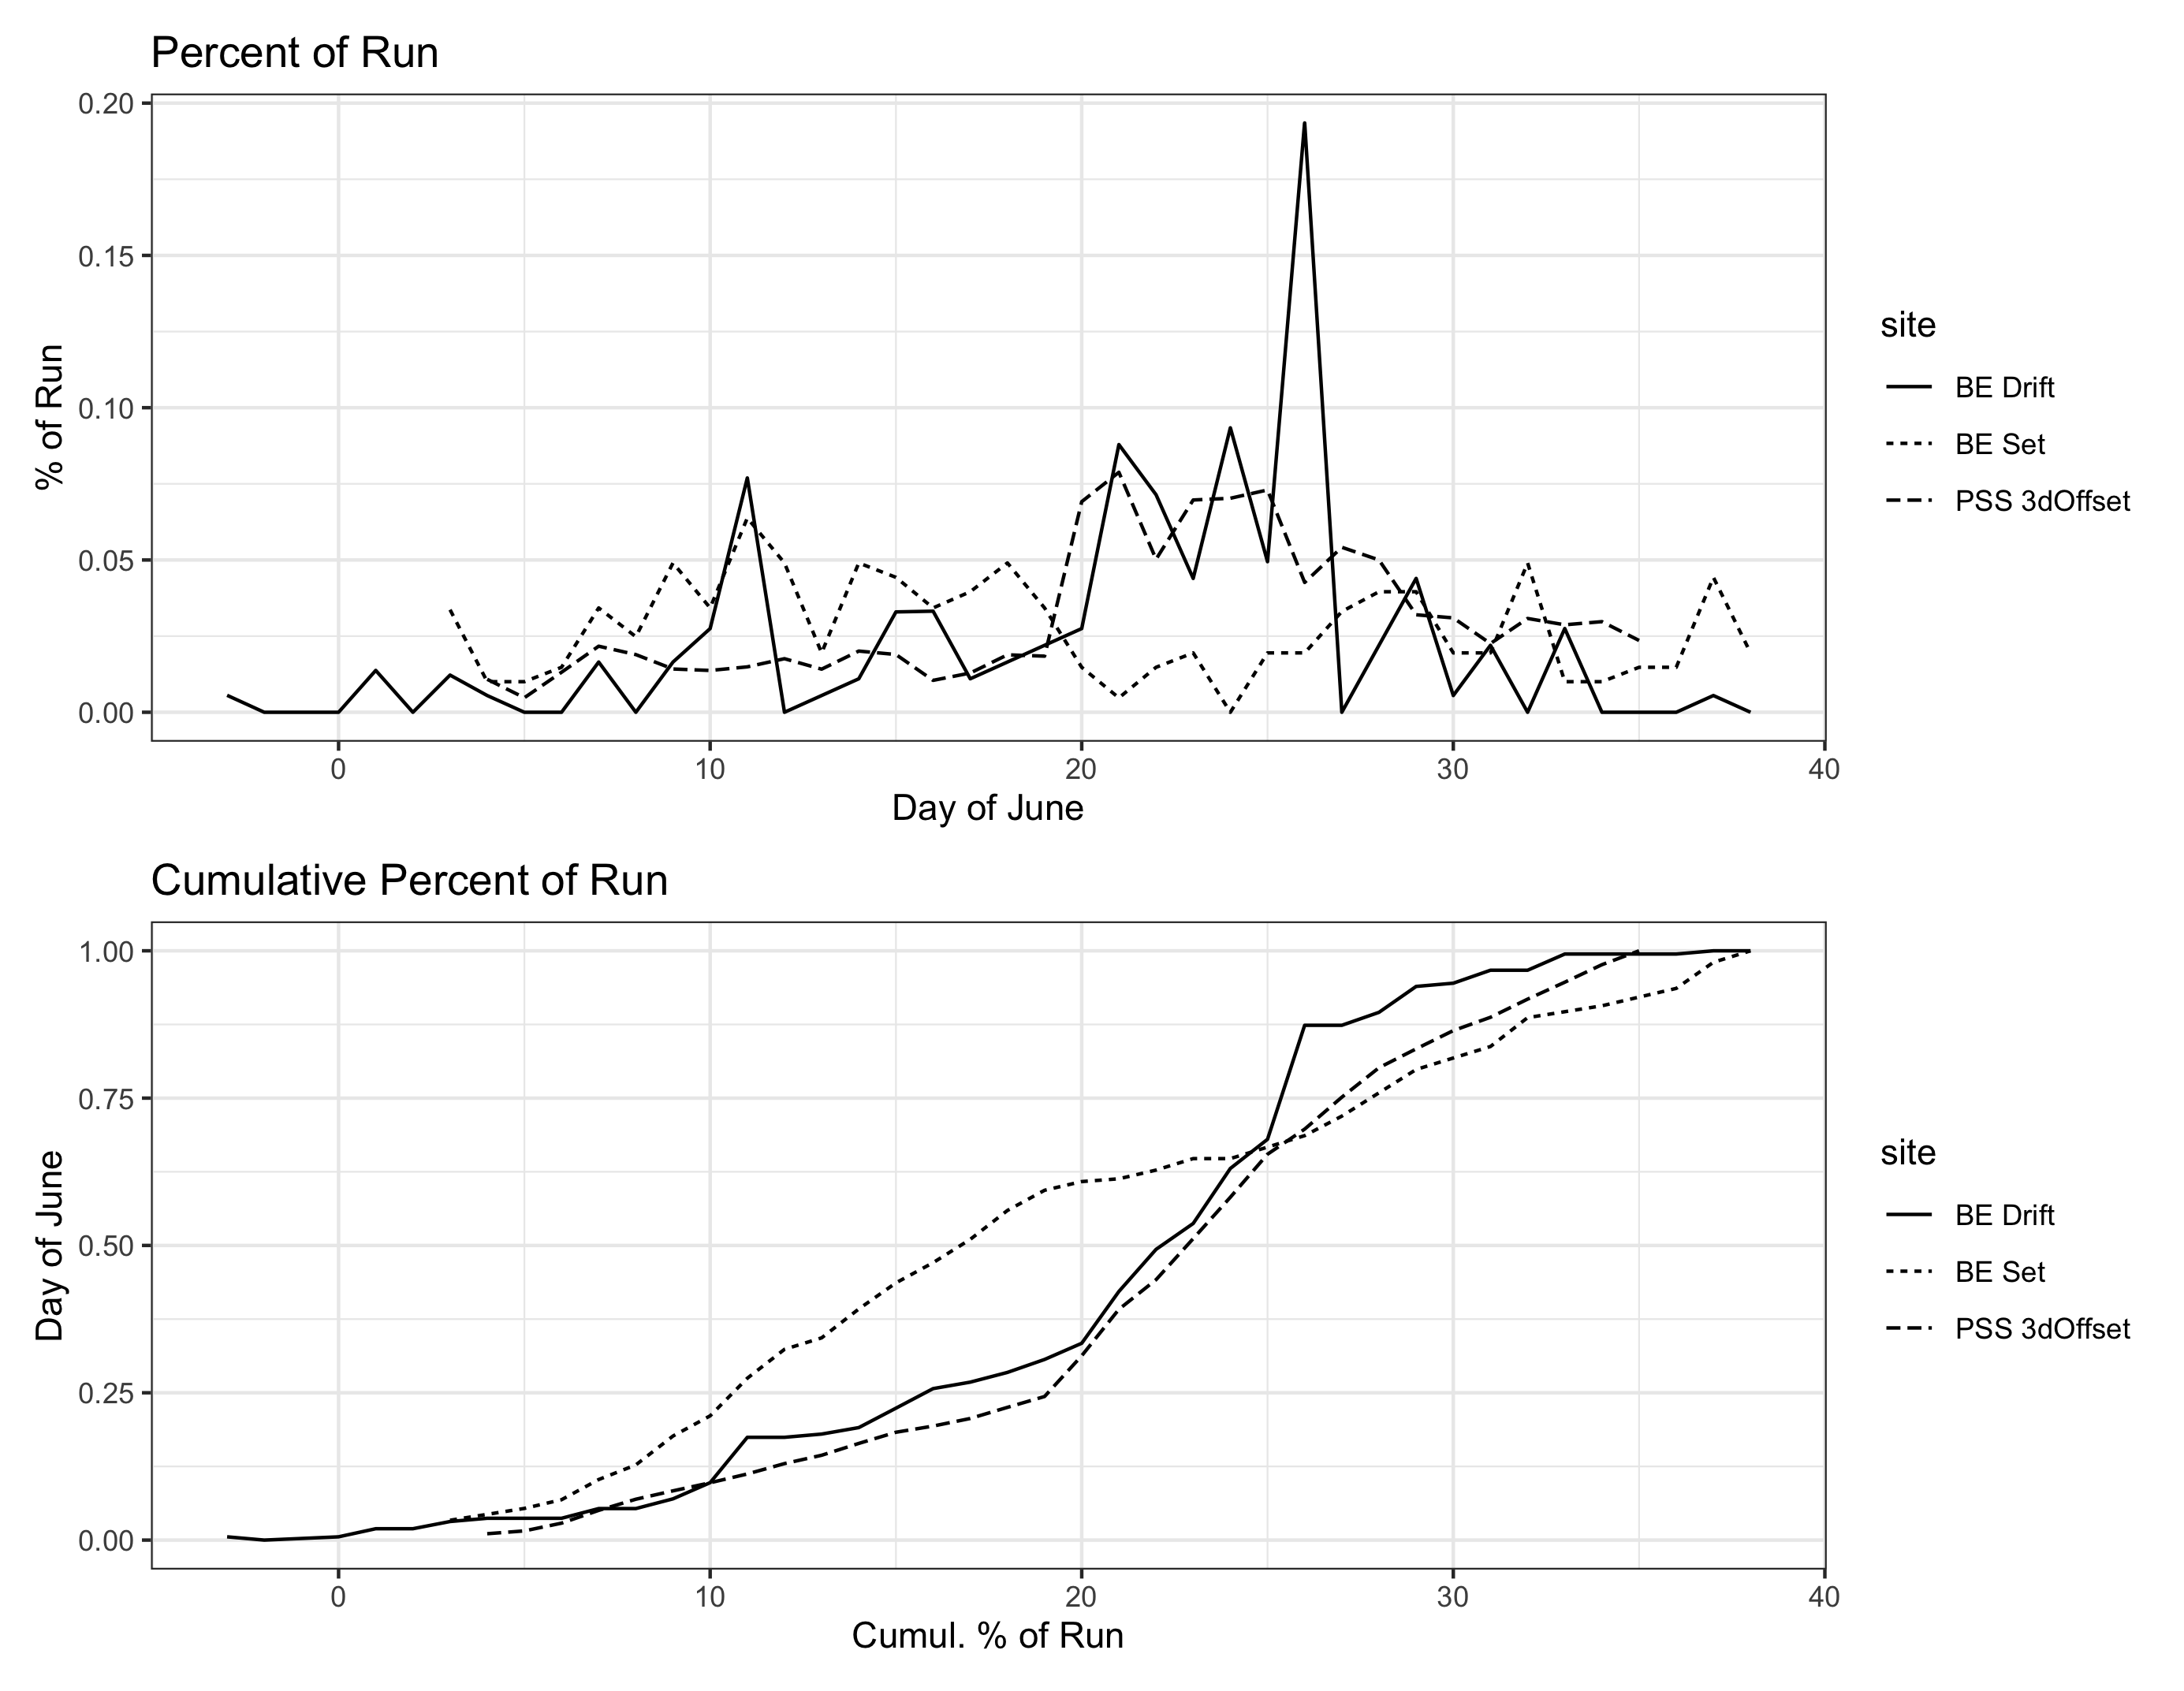 Percent of Run
0.20
0.15
0.10
0.05
0.00
% of Run
0 10 20 30 40
Day of June
site
BE Drift
BE Set
PSS 3dOffset
Cumulative Percent of Run
1.00
0.75
0.50
0.25
0.00
Day of June
0 10 20 30 40
Cumul. % of Run
site
BE Drift
BE Set
PSS 3dOffset